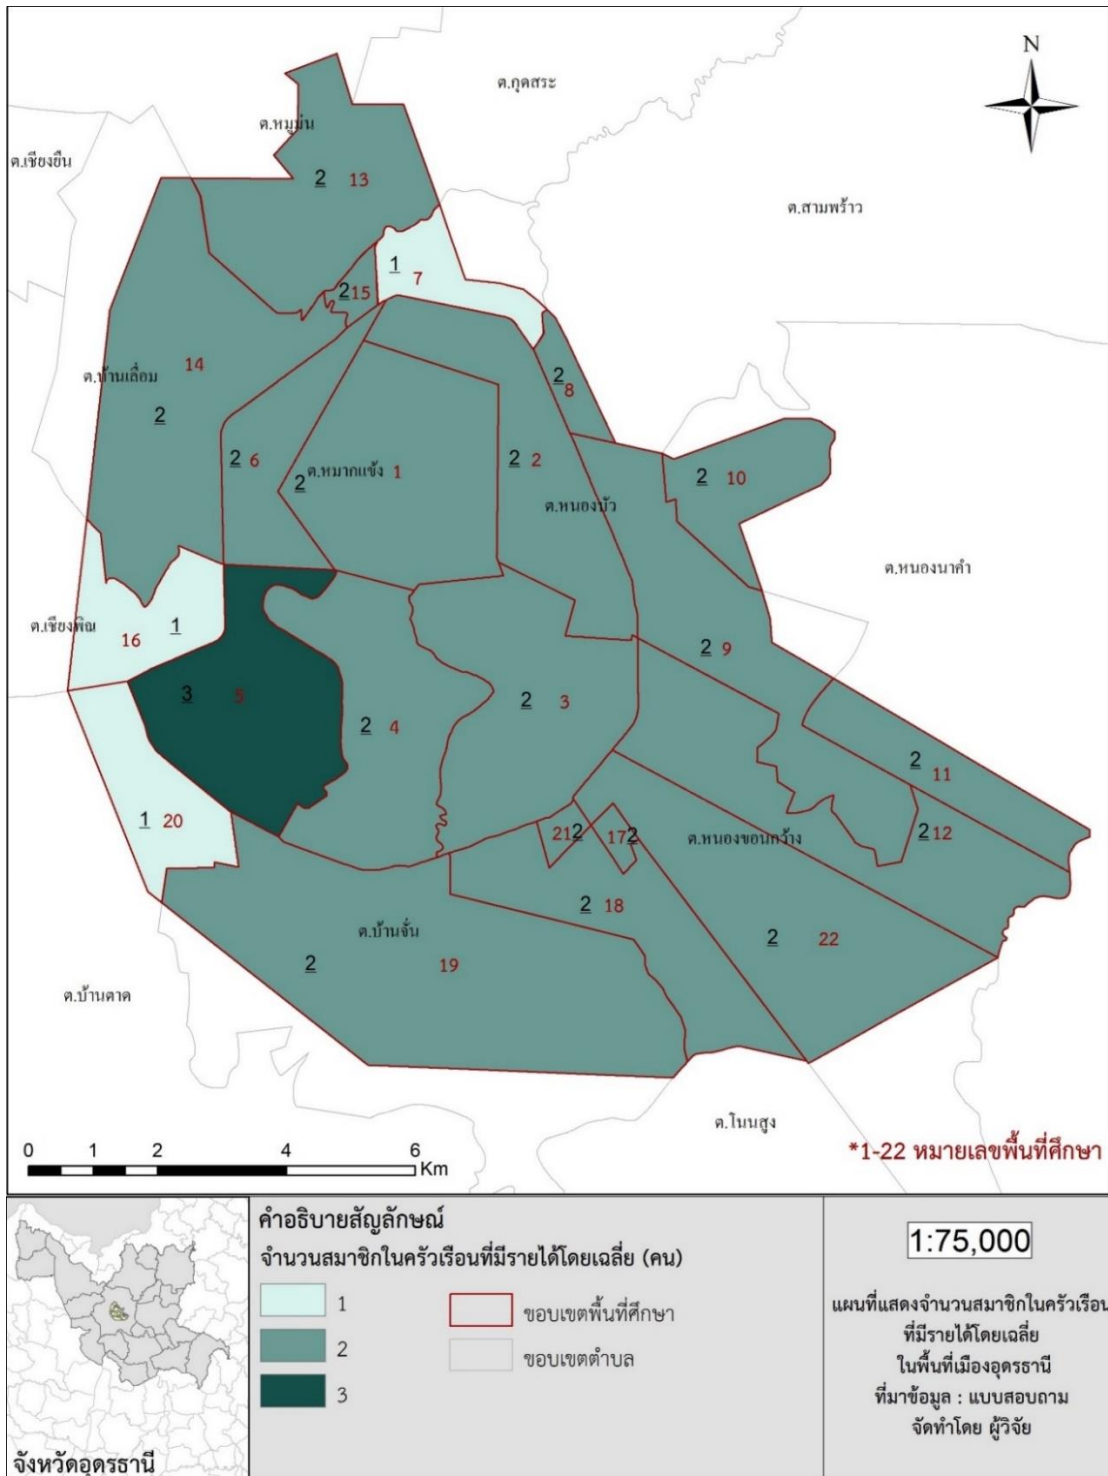 N
ต.กุดสระ
ต.หมูม่น
ต.เชียงยืน
2 13
ต.สามพร้าว
1 7
2 15
14
ต.บ้านเลื่อม
2
2 8
2 6
2 ต.หมากแข้ง 1
2 2
2 10
ต.หนองบัว
ต.หนองนาคำ
ต.เชียงพิณ
16 1
2 9
3 5
2 4
2 3
2 11
1 20
21 2
17 2
ต.หนองขอนกว้าง
2 12
2 18
ต.บ้านจั่น
2 22
2 19
ต.บ้านตาด
ต.โนนสูง
0 1 2 4 6
Km
*1-22 หมายเลขพื้นที่ศึกษา
คำอธิบายสัญลักษณ์
จำนวนสมาชิกในครัวเรือนที่มีรายได้โดยเฉลี่ย (คน)
1
2
3
ขอบเขตพื้นที่ศึกษา
ขอบเขตตำบล
จังหวัดอุดรธานี
1:75,000
แผนที่แสดงจำนวนสมาชิกในครัวเรือน
ที่มีรายได้โดยเฉลี่ย
ในพื้นที่เมืองอุดรธานี
ที่มาข้อมูล : แบบสอบถาม
จัดทำโดย ผู้วิจัย